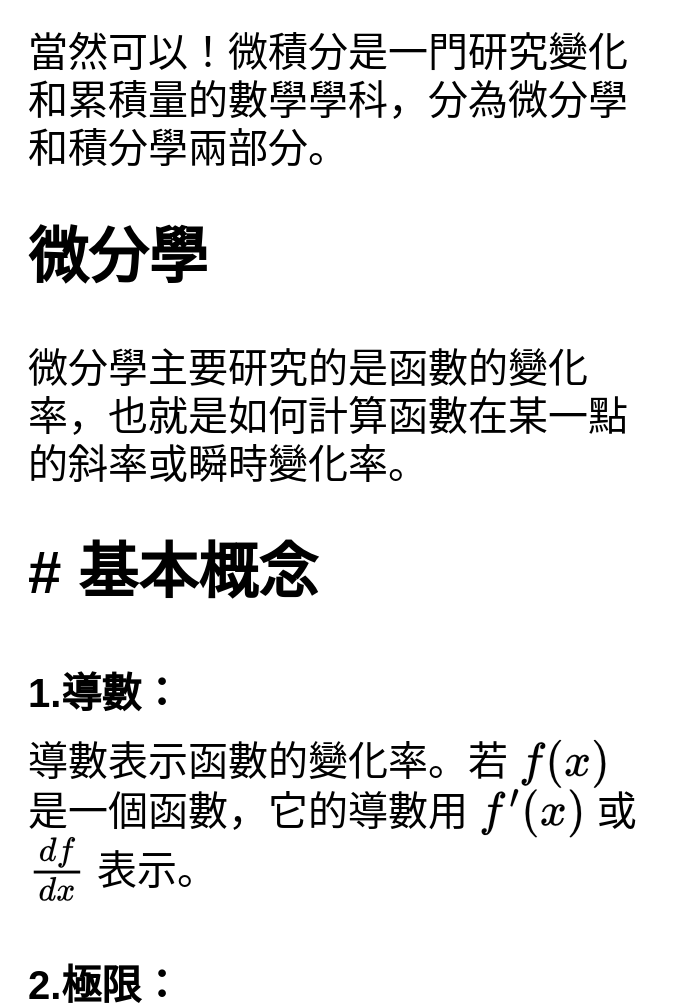 當然可以！微積分是一門研究變化
和累積量的數學學科，分為微分學
和積分學兩部分。
微分學
微分學主要研究的是函數的變化
率，也就是如何計算函數在某一點
的斜率或瞬時變化率。
# 基本概念
1.導數：
導數表示函數的變化率。若 f(x)
是一個函數，它的導數用 f′(x) 或
df/dx 表示。
2.極限：